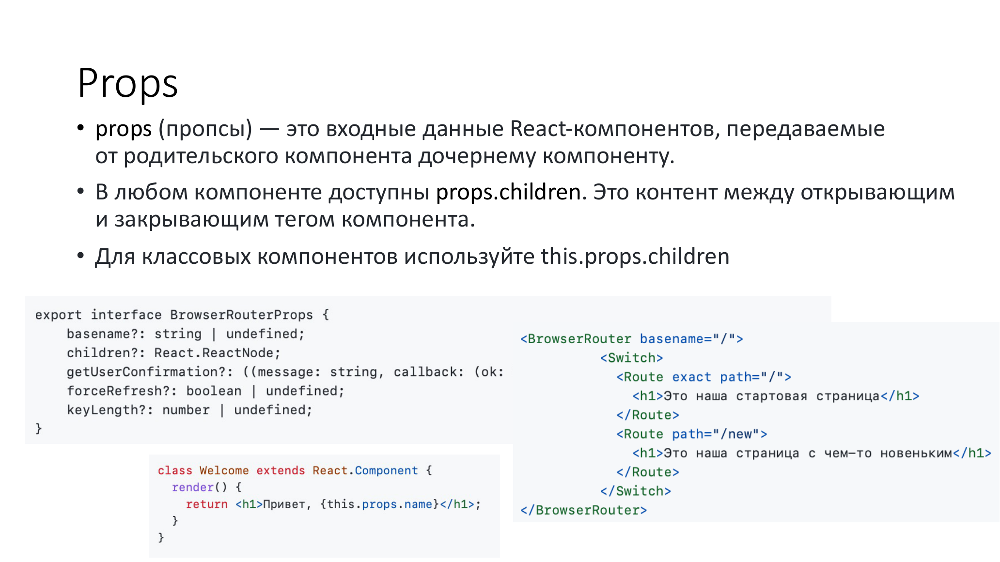 Props
• props (пропсы) — это входные данные React-компонентов, передаваемые
от родительского компонента дочернему компоненту.
• В любом компоненте доступны props.children. Это контент между открывающим
и закрывающим тегом компонента.
• Для классовых компонентов используйте this.props.children
export interface BrowserRouterProps {
    basename?: string | undefined;
    children?: React.ReactNode;
    getUserConfirmation?: ((message: string, callback: (ok:
    forceRefresh?: boolean | undefined;
    keyLength?: number | undefined;
}
<BrowserRouter basename="/">
          <Switch>
            <Route exact path="/">
              <h1>Это наша стартовая страница</h1>
            </Route>
            <Route path="/new">
              <h1>Это наша страница с чем-то новеньким</h1>
            </Route>
          </Switch>
</BrowserRouter>
class Welcome extends React.Component {
  render() {
    return <h1>Привет, {this.props.name}</h1>;
  }
}